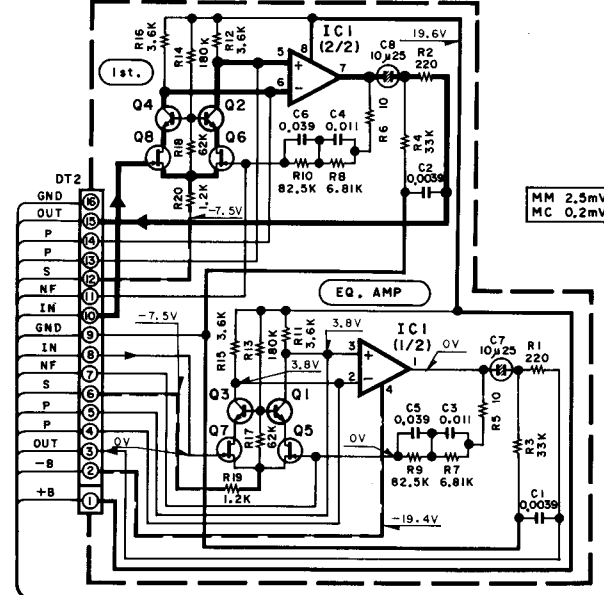 19.6V
IC1
(2/2)
C8
10µ25
R2
220
R16
3.6K
R14
180K
R12
3.6K
8
5
+
6
−
7
1st.
Q4
Q2
Q8
Q6
R18
62K
R20
1.2K
−7.5V
C6
0.039
C4
0.011
R10
82.5K
R8
6.81K
10
R6
R4
33K
C2
0.0039
MM 2.5mV
MC 0.2mV
DT2
GND 16
OUT 15
P 14
P 13
S 12
NF 11
IN 10
GND 9
IN 8
NF 7
S 6
P 5
P 4
OUT 3
−B 2
+B 1
EQ. AMP
−7.5V
R15
3.6K
R13
180K
R11
3.6K
3.8V
3.8V
IC1
(1/2)
3
+
2
−
1
4
0V
C7
10µ25
R1
220
Q3
Q1
Q7
Q5
R17
62K
R19
1.2K
0V
0V
C5
0.039
C3
0.011
R9
82.5K
R7
6.81K
10
R5
R3
33K
C1
0.0039
−19.4V